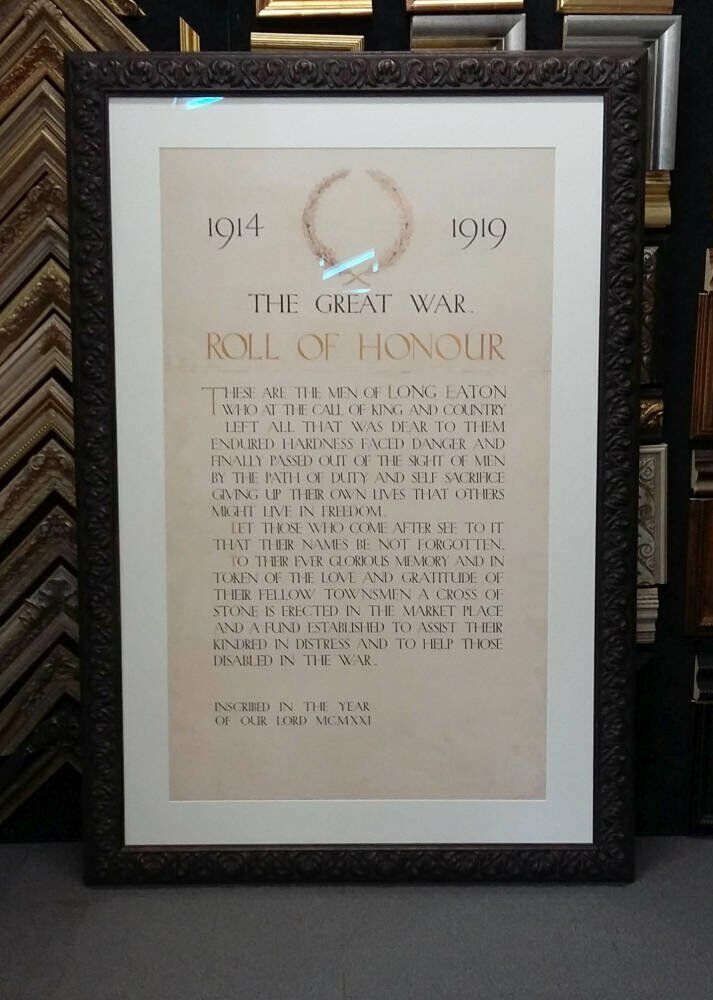 1914 1919
THE GREAT WAR.
ROLL OF HONOUR
THESE ARE THE MEN OF LONG EATON
WHO AT THE CALL OF KING AND COUNTRY
LEFT ALL THAT WAS DEAR TO THEM
ENDURED HARDNESS FACED DANGER AND
FINALLY PASSED OUT OF THE SIGHT OF MEN
BY THE PATH OF DUTY AND SELF SACRIFICE
GIVING UP THEIR OWN LIVES THAT OTHERS
MIGHT LIVE IN FREEDOM.
LET THOSE WHO COME AFTER SEE TO IT
THAT THEIR NAMES BE NOT FORGOTTEN.
TO THEIR EVER GLORIOUS MEMORY AND IN
TOKEN OF THE LOVE AND GRATITUDE OF
THEIR FELLOW TOWNSMEN A CROSS OF
STONE IS ERECTED IN THE MARKET PLACE
AND A FUND ESTABLISHED TO ASSIST THEIR
KINDRED IN DISTRESS AND TO HELP THOSE
DISABLED IN THE WAR.
INSCRIBED IN THE YEAR
OF OUR LORD MCMXXI